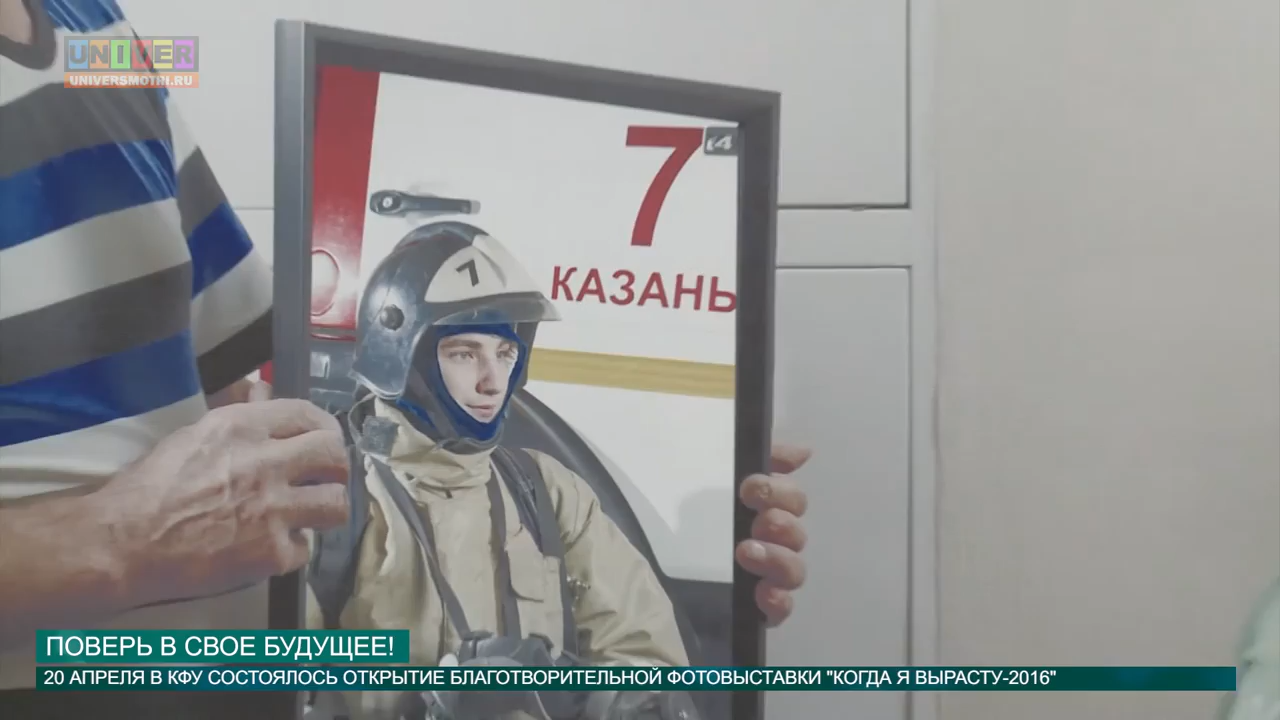 UNIVER
UNIVERSMOTRI.RU
7
КАЗАНЬ
7
ПОВЕРЬ В СВОЕ БУДУЩЕЕ!
20 АПРЕЛЯ В КФУ СОСТОЯЛОСЬ ОТКРЫТИЕ БЛАГОТВОРИТЕЛЬНОЙ ФОТОВЫСТАВКИ "КОГДА Я ВЫРАСТУ-2016"